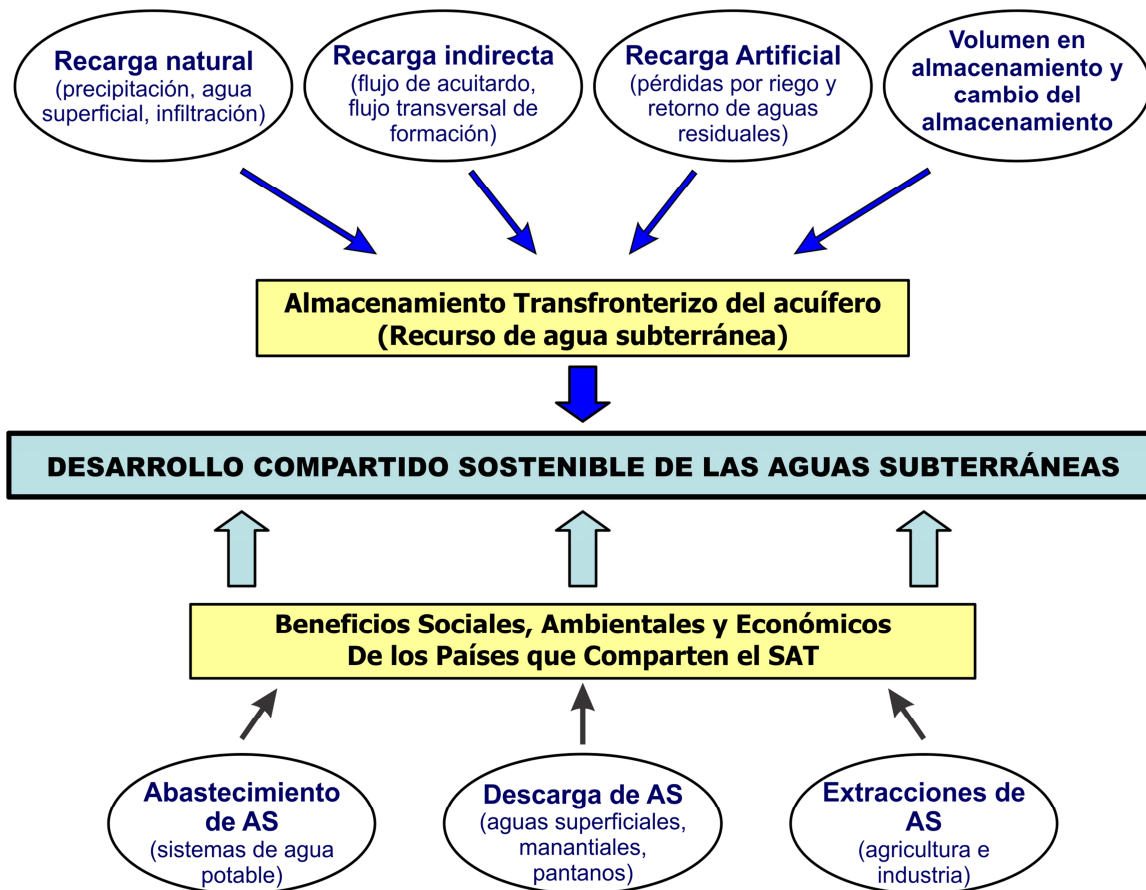 Recarga natural
(precipitación, agua
superficial, infiltración)
Recarga indirecta
(flujo de acuitardo,
flujo transversal de
formación)
Recarga Artificial
(pérdidas por riego y
retorno de aguas
residuales)
Volumen en
almacenamiento y
cambio del
almacenamiento
Almacenamiento Transfronterizo del acuífero
(Recurso de agua subterránea)
DESARROLLO COMPARTIDO SOSTENIBLE DE LAS AGUAS SUBTERRÁNEAS
Beneficios Sociales, Ambientales y Económicos
De los Países que Comparten el SAT
Abastecimiento
de AS
(sistemas de agua
potable)
Descarga de AS
(aguas superficiales,
manantiales,
pantanos)
Extracciones de
AS
(agricultura e
industria)